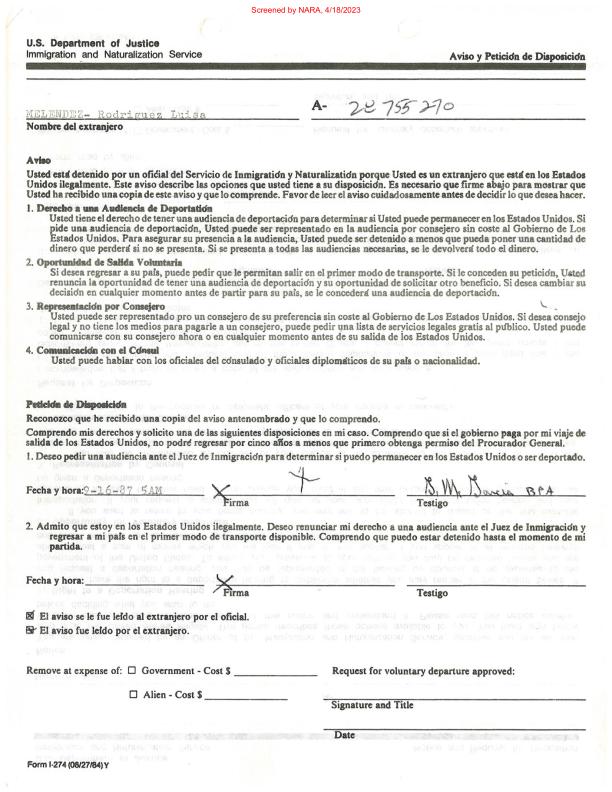 Screened by NARA, 4/18/2023
U.S. Department of Justice
Immigration and Naturalization Service
Aviso y Petición de Disposición
MELENDEZ- Rodriguez Luisa
A- 28 755 270
Nombre del extranjero
Aviso
Usted está detenido por un oficial del Servicio de Inmigratión y Naturalizatión porque Usted es un extranjero que está en los Estados
Unidos ilegalmente. Este aviso describe las opciones que usted tiene a su disposición. Es necesario que firme abajo para mostrar que
Usted ha recibido una copia de este aviso y que lo comprende. Favor de leer el aviso cuidadosamente antes de decidir lo que desea hacer.
1. Derecho a una Audiencia de Deportatión
Usted tiene el derecho de tener una audiencia de deportación para determinar si Usted puede permanecer en los Estados Unidos. Si
pide una audiencia de deportación, Usted puede ser representado en la audiencia por consejero sin coste al Gobierno de Los
Estados Unidos. Para asegurar su presencia a la audiencia, Usted puede ser detenido a menos que pueda poner una cantidad de
dinero que perderá si no se presenta. Si se presenta a todas las audiencias necesarias, se le devolverá todo el dinero.
2. Oportunidad de Salida Voluntaria
Si desea regresar a su país, puede pedir que le permitan salir en el primer modo de transporte. Si le conceden su petición, Usted
renuncia la oportunidad de tener una audiencia de deportación y su oportunidad de solicitar otro beneficio. Si desea cambiar su
decisión en cualquier momento antes de partir para su país, se le concederá una audiencia de deportación.
3. Representación por Consejero
Usted puede ser representado pro un consejero de su preferencia sin coste al Gobierno de Los Estados Unidos. Si desea consejo
legal y no tiene los medios para pagarle a un consejero, puede pedir una lista de servicios legales gratis al público. Usted puede
comunicarse con su consejero ahora o en cualquier momento antes de su salida de los Estados Unidos.
4. Comunicación con el Cónsul
Usted puede hablar con los oficiales del cónsulado y oficiales diplomáticos de su país o nacionalidad.
Petición de Disposición
Reconozco que he recibido una copia del aviso antenombrado y que lo comprendo.
Comprendo mis derechos y solicito una de las siguientes disposiciones en mi caso. Comprendo que si el gobierno paga por mi viaje de
salida de los Estados Unidos, no podré regresar por cinco años a menos que primero obtenga permiso del Procurador General.
1. Deseo pedir una audiencia ante el Juez de Inmigración para determinar si puedo permanecer en los Estados Unidos o ser deportado.
Fecha y hora: 9-16-87 5AM X G. M. Garcia BPA
Firma Testigo
2. Admito que estoy en los Estados Unidos ilegalmente. Deseo renunciar mi derecho a una audiencia ante el Juez de Inmigración y
regresar a mi país en el primer modo de transporte disponible. Comprendo que puedo estar detenido hasta el momento de mi
partida.
Fecha y hora: X
Firma Testigo
☒ El aviso se le fue leído al extranjero por el oficial.
☒ El aviso fue leído por el extranjero.
Remove at expense of: ☐ Government - Cost $ Request for voluntary departure approved:
☐ Alien - Cost $
Signature and Title
Date
Form I-274 (08/27/84) Y